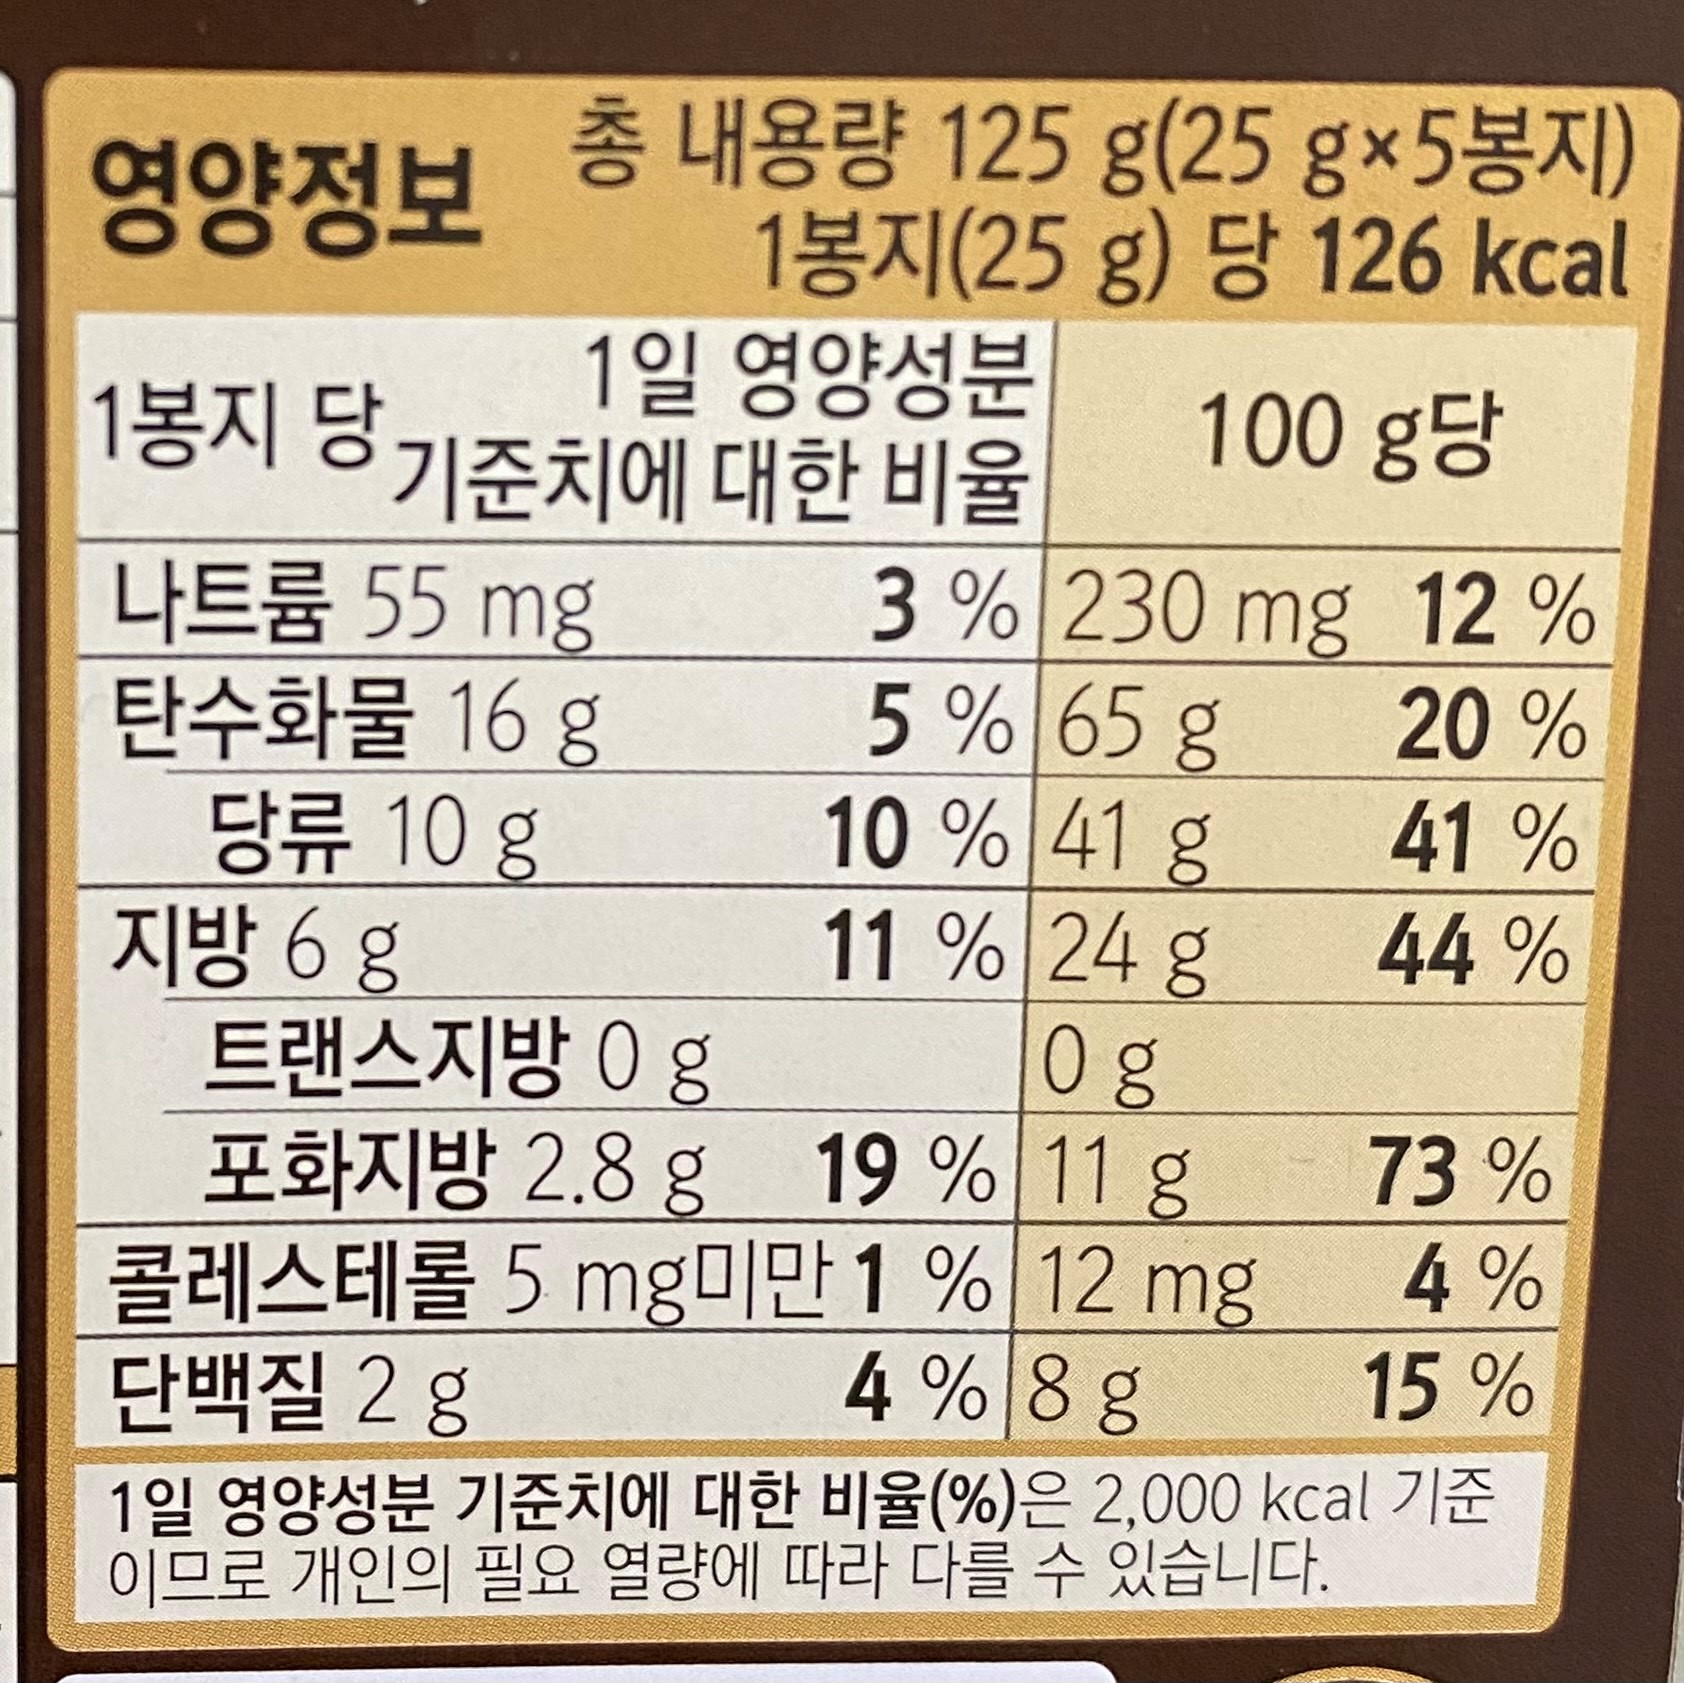 영양정보
총 내용량 125 g(25 g×5봉지)
1봉지(25 g) 당 126 kcal
1봉지 당 1일 영양성분 기준치에 대한 비율 100 g당
나트륨 55 mg 3 % 230 mg 12 %
탄수화물 16 g 5 % 65 g 20 %
당류 10 g 10 % 41 g 41 %
지방 6 g 11 % 24 g 44 %
트랜스지방 0 g 0 g
포화지방 2.8 g 19 % 11 g 73 %
콜레스테롤 5 mg미만 1 % 12 mg 4 %
단백질 2 g 4 % 8 g 15 %
1일 영양성분 기준치에 대한 비율(%)은 2,000 kcal 기준
이므로 개인의 필요 열량에 따라 다를 수 있습니다.